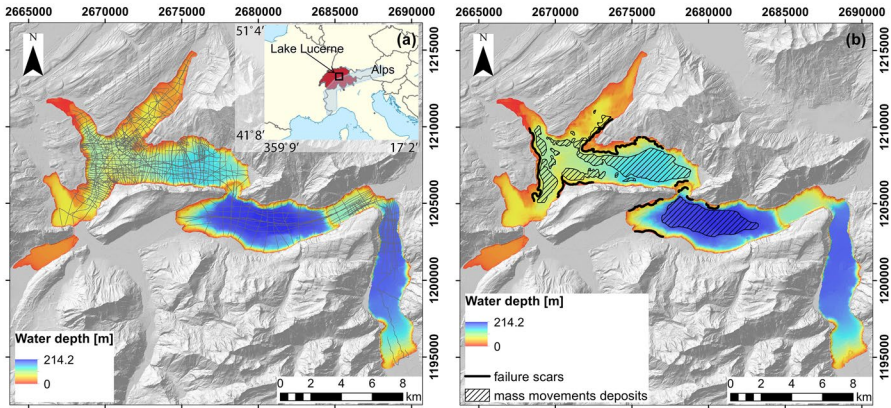 2665000 2670000 2675000 2680000 2685000 2690000
2665000 2670000 2675000 2680000 2685000 2690000
N
51˚4'
Lake Lucerne
Alps
41˚8'
359˚9'
17˚2'
(a)
1215000
1210000
1205000
1200000
1195000
Water depth [m]
214.2
0
0 2 4 6 8
km
N
(b)
1215000
1210000
1205000
1200000
1195000
Water depth [m]
214.2
0
failure scars
mass movements deposits
0 2 4 6 8
km